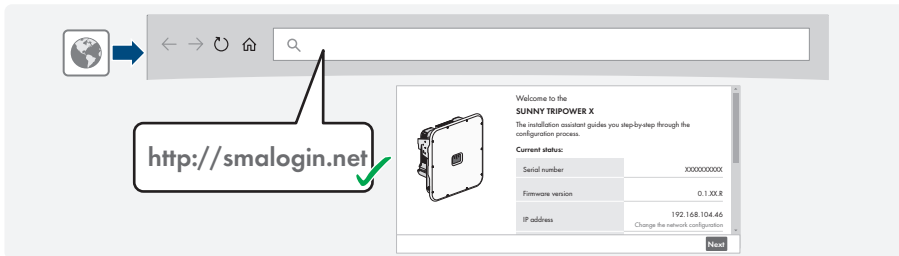 http://smalogin.net
Welcome to the
SUNNY TRIPOWER X
The installation assistant guides you step-by-step through the
configuration process.
Current status:
Serial number XXXXXXXXXX
Firmware version 0.1.XX.R
IP address 192.168.104.46
Change the network configuration
Next